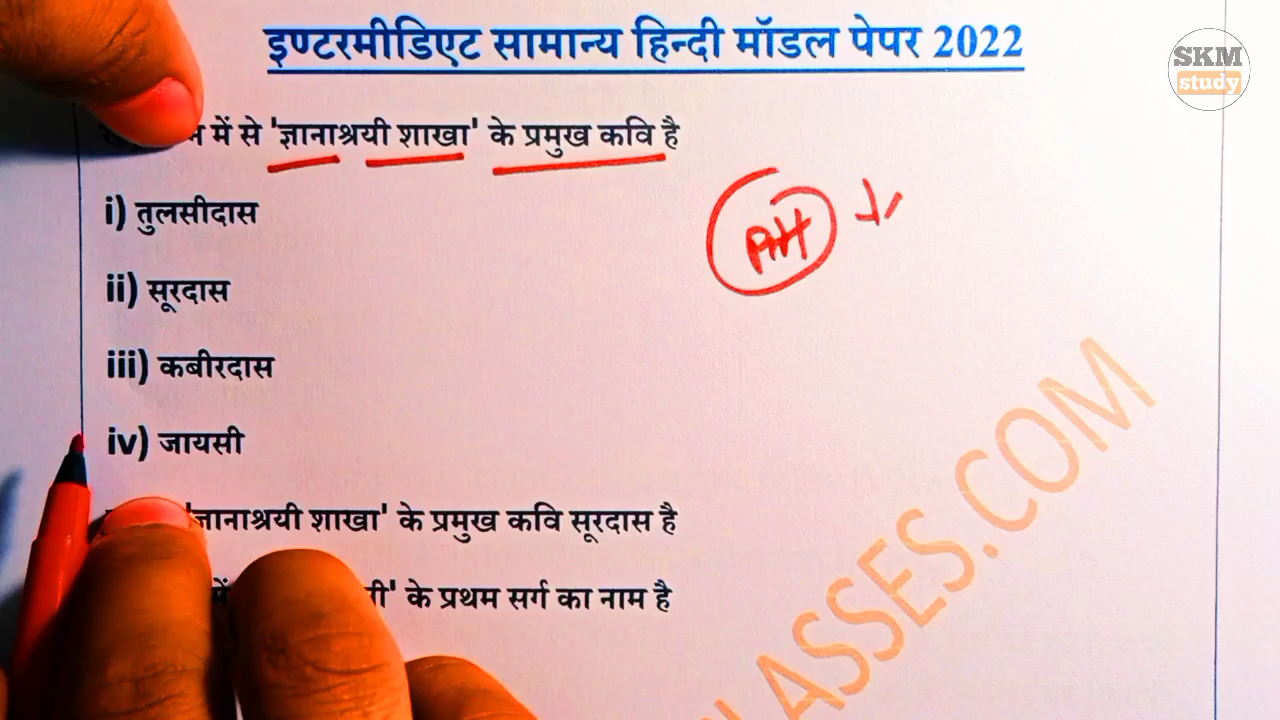 इण्टरमीडिएट सामान्य हिन्दी मॉडल पेपर 2022
SKM
study
में से 'ज्ञानाश्रयी शाखा' के प्रमुख कवि है
i) तुलसीदास
ii) सूरदास
iii) कबीरदास
iv) जायसी
'ज्ञानाश्रयी शाखा' के प्रमुख कवि सूरदास है
में के प्रथम सर्ग का नाम है
ASSES.COM